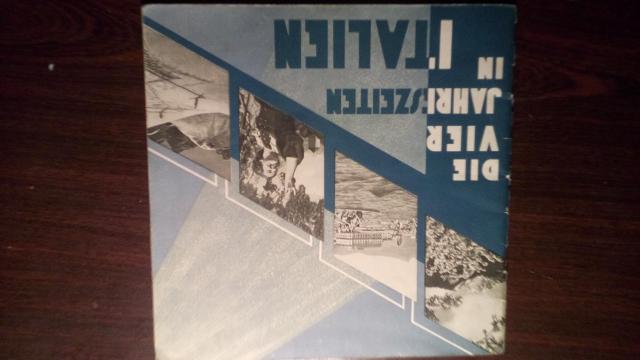 DIE
VIER
JAHRESZEITEN
IN ITALIEN